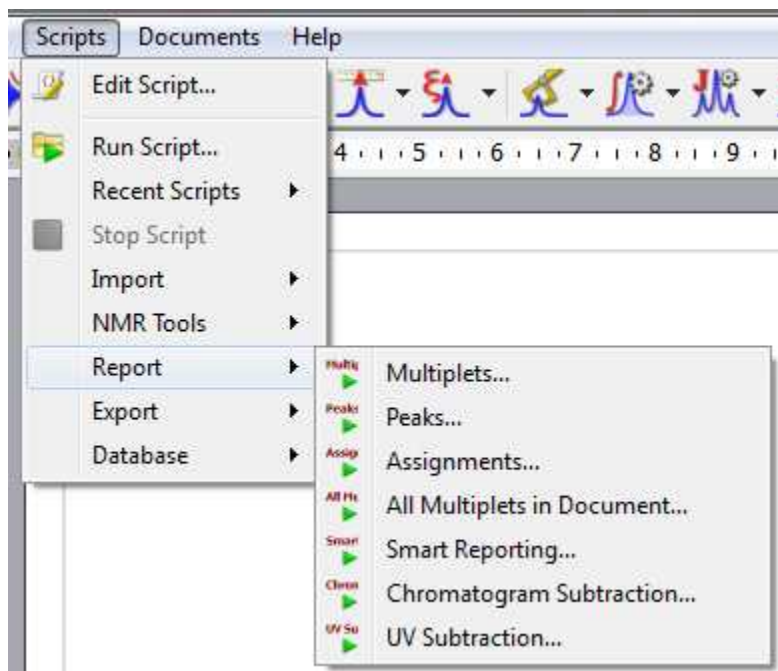 Scripts Documents Help
Edit Script...
Run Script...
4 5 6 7 8 9
Recent Scripts
Stop Script
Import
NMR Tools
Report
Multiplets...
Export
Peaks...
Database
Assignments...
All Multiplets in Document...
Smart Reporting...
Chromatogram Subtraction...
UV Subtraction...